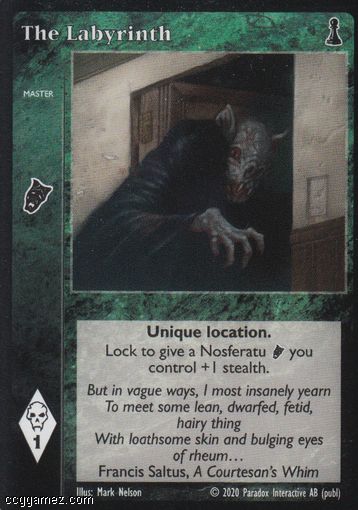 The Labyrinth
MASTER
Unique location.
Lock to give a Nosferatu you
control +1 stealth.
But in vague ways, I most insanely yearn
To meet some lean, dwarfed, fetid,
hairy thing
With loathsome skin and bulging eyes
of rheum…
Francis Saltus, A Courtesan's Whim
1
Illus: Mark Nelson © 2020 Paradox Interactive AB (publ)
ccggamez.com